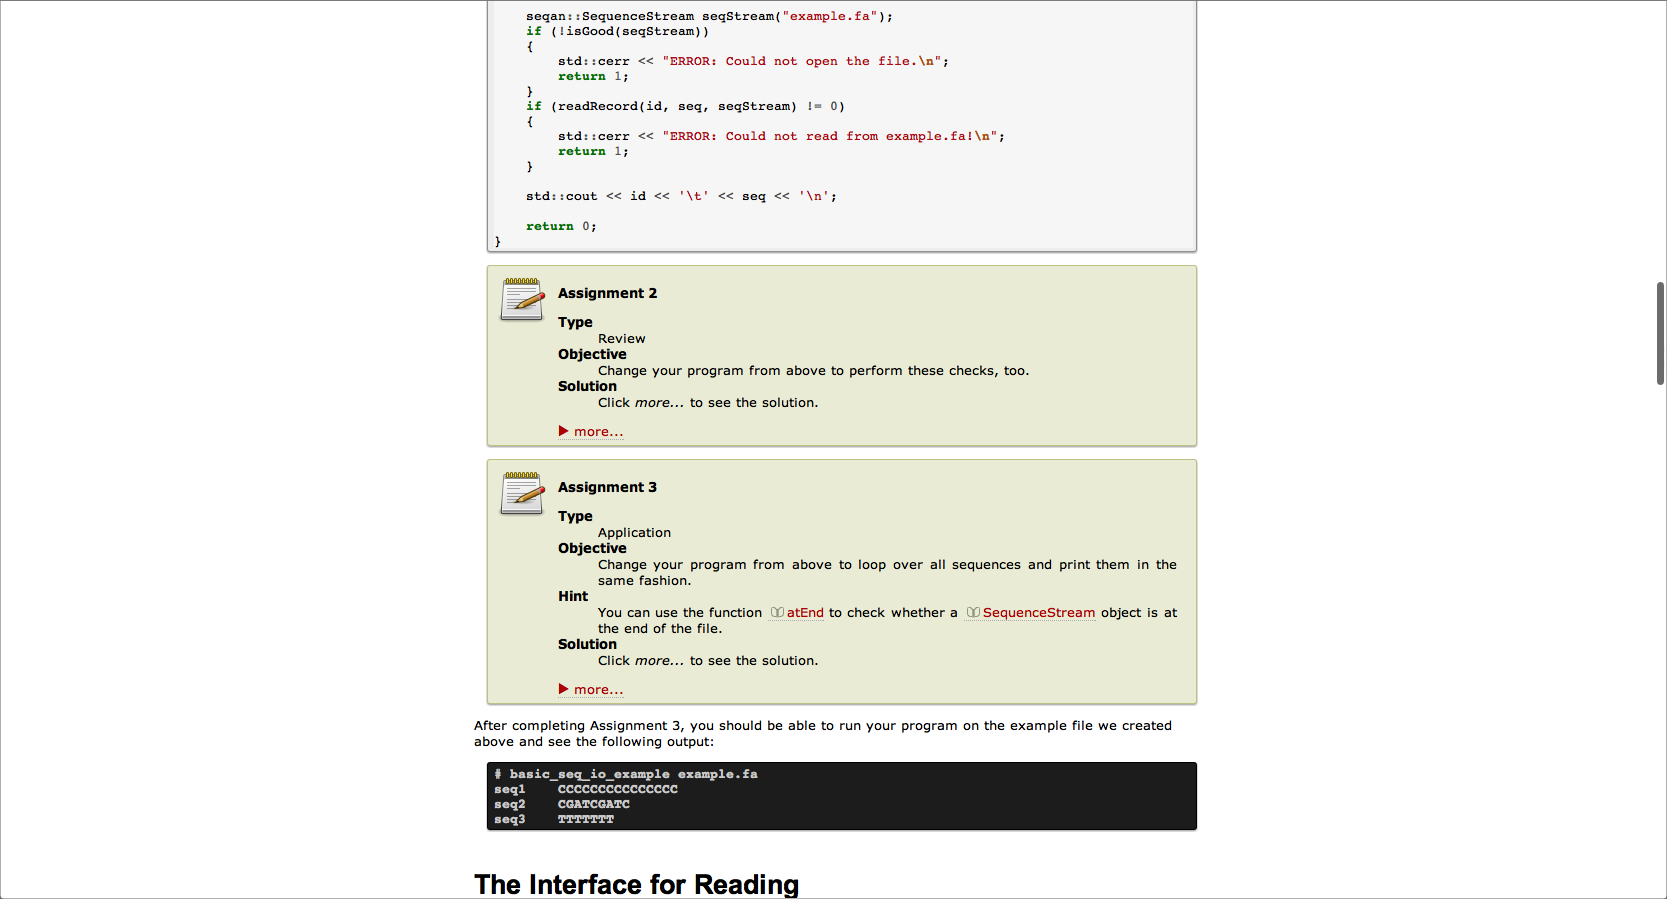 seqan::SequenceStream seqStream("example.fa");
if (!isGood(seqStream))
{
std::cerr << "ERROR: Could not open the file.\n";
return 1;
}
if (readRecord(id, seq, seqStream) != 0)
{
std::cerr << "ERROR: Could not read from example.fa!\n";
return 1;
}
std::cout << id << '\t' << seq << '\n';
return 0;
}
Assignment 2
Type
Review
Objective
Change your program from above to perform these checks, too.
Solution
Click more... to see the solution.
more...
Assignment 3
Type
Application
Objective
Change your program from above to loop over all sequences and print them in the
same fashion.
Hint
You can use the function atEnd to check whether a SequenceStream object is at
the end of the file.
Solution
Click more... to see the solution.
more...
After completing Assignment 3, you should be able to run your program on the example file we created
above and see the following output:
# basic_seq_io_example example.fa
seq1 CCCCCCCCCCCCCCC
seq2 CGATCGATC
seq3 TTTTTTT
The Interface for Reading